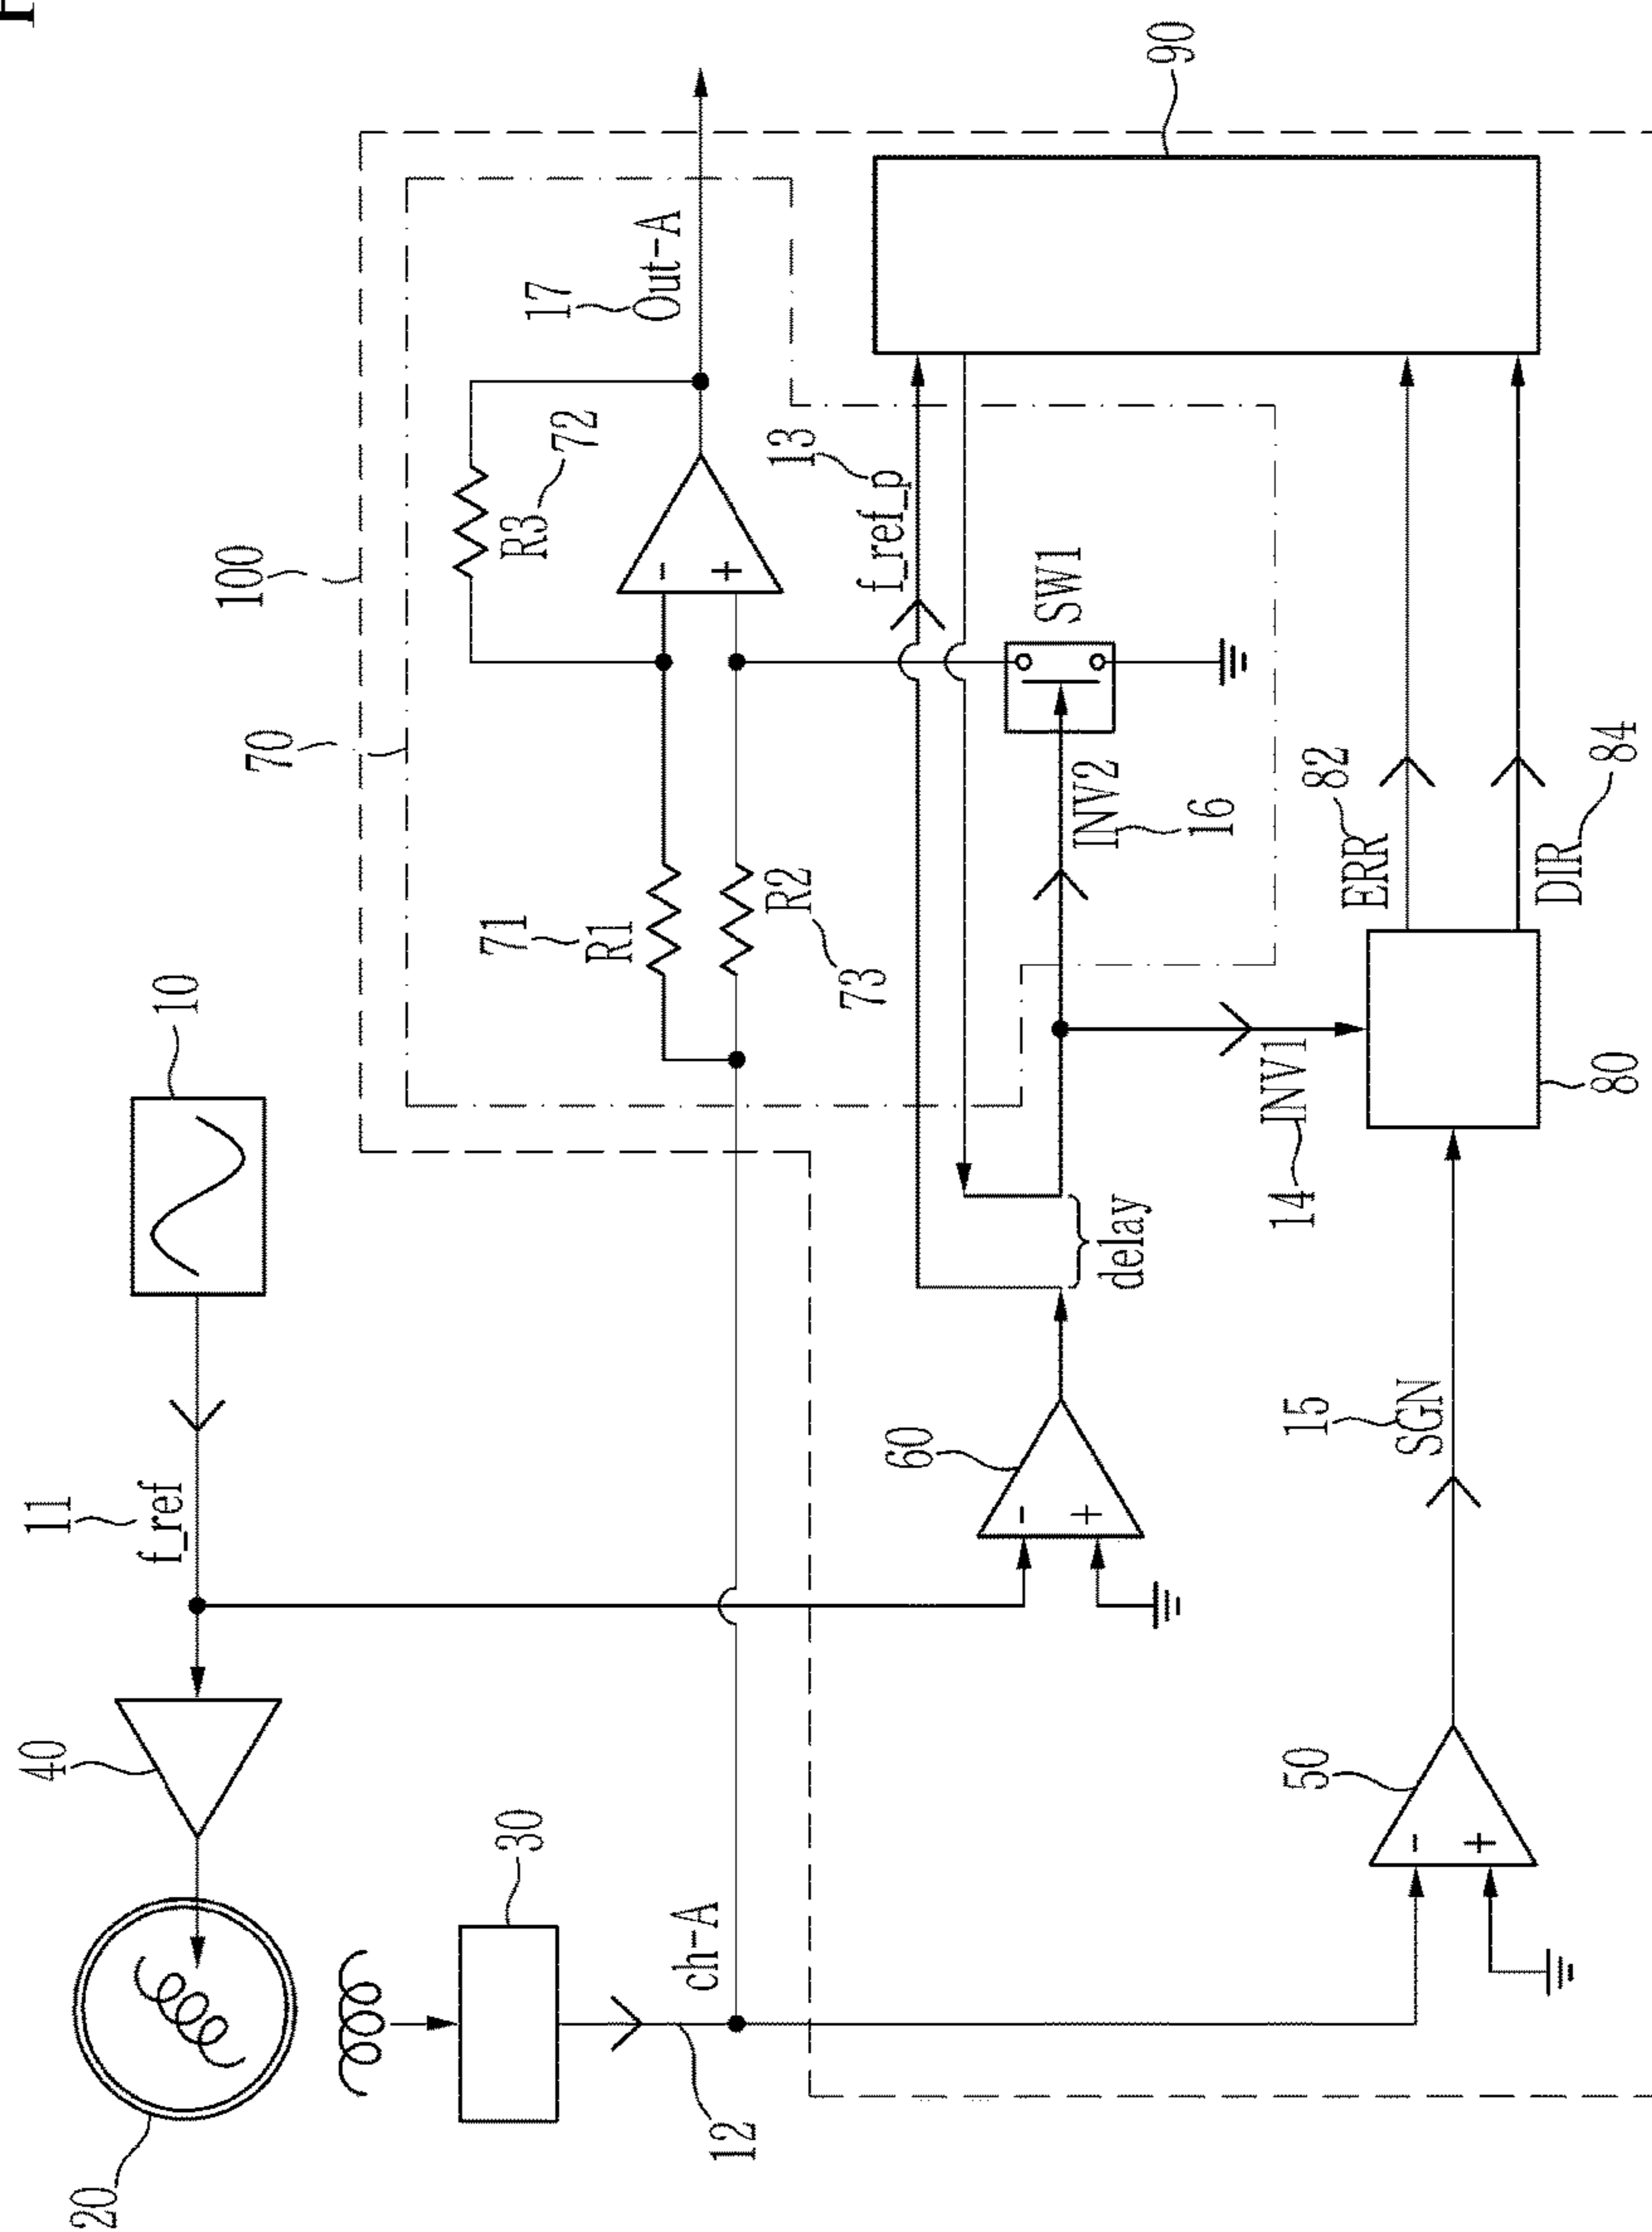 100
70
17
Out-A
R3
72
-
+
71
R1
R2
73
10
11
f_ref
40
20
30
ch-A
12
90
13
f_ref_p
SW1
INV2
16
delay
60
-
+
INV1
14
82
ERR
DIR
84
80
15
SGN
50
-
+